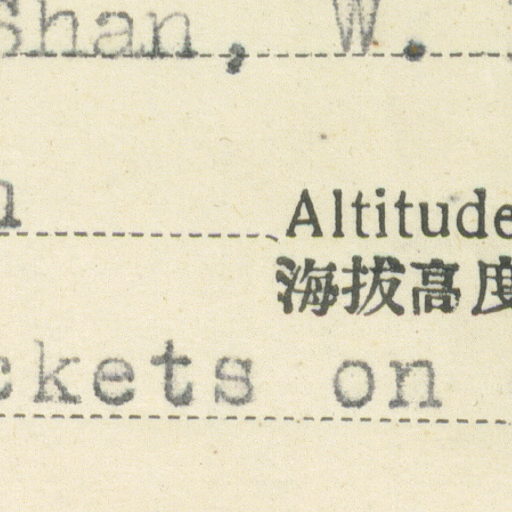 Shan, W.
Altitude
海拔高度
ckets on